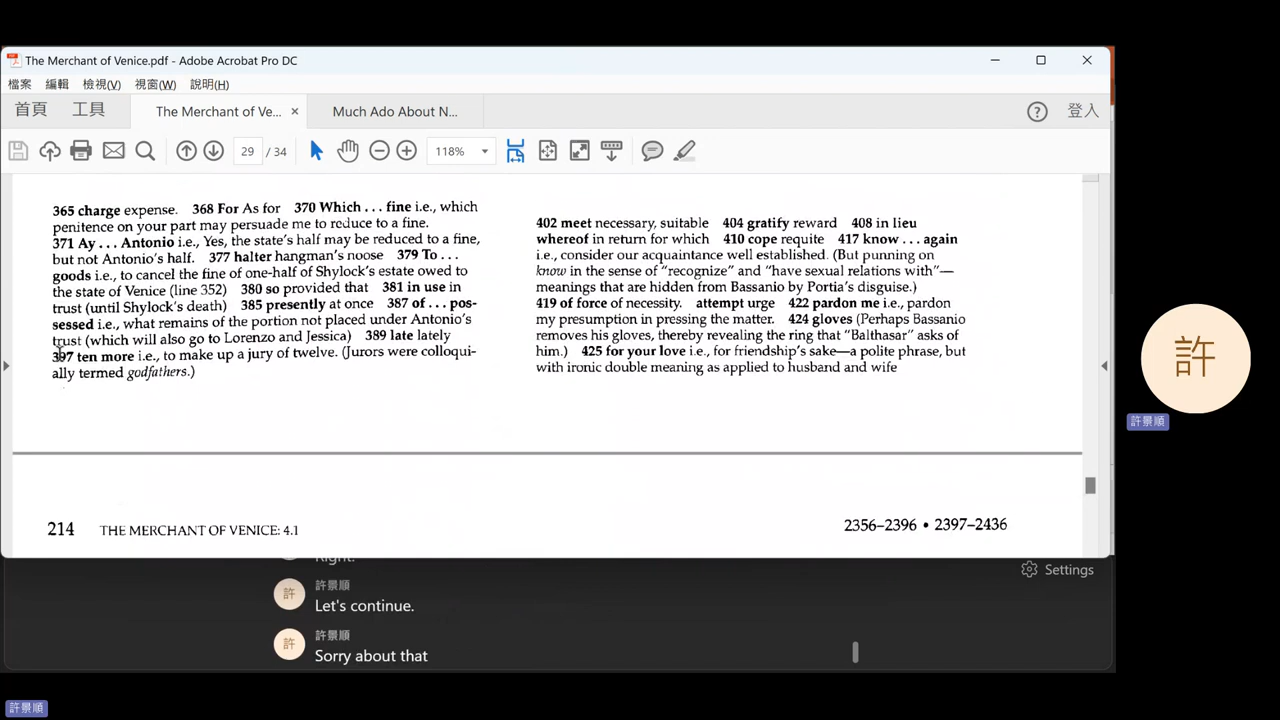 The Merchant of Venice.pdf - Adobe Acrobat Pro DC
檔案 編輯 檢視(V) 視窗(W) 說明(H)
首頁 工具 The Merchant of Ve... × Much Ado About N... 登入
29 / 34 118%
365 charge expense. 368 For As for 370 Which . . . fine i.e., which
penitence on your part may persuade me to reduce to a fine.
371 Ay . . . Antonio i.e., Yes, the state's half may be reduced to a fine,
but not Antonio's half. 377 halter hangman's noose 379 To . . .
goods i.e., to cancel the fine of one-half of Shylock's estate owed to
the state of Venice (line 352) 380 so provided that 381 in use in
trust (until Shylock's death) 385 presently at once 387 of . . . pos-
sessed i.e., what remains of the portion not placed under Antonio's
trust (which will also go to Lorenzo and Jessica) 389 late lately
397 ten more i.e., to make up a jury of twelve. (Jurors were colloqui-
ally termed godfathers.)
402 meet necessary, suitable 404 gratify reward 408 in lieu
whereof in return for which 410 cope requite 417 know . . . again
i.e., consider our acquaintance well established. (But punning on
know in the sense of "recognize" and "have sexual relations with"—
meanings that are hidden from Bassanio by Portia's disguise.)
419 of force of necessity. attempt urge 422 pardon me i.e., pardon
my presumption in pressing the matter. 424 gloves (Perhaps Bassanio
removes his gloves, thereby revealing the ring that "Balthasar" asks of
him.) 425 for your love i.e., for friendship's sake—a polite phrase, but
with ironic double meaning as applied to husband and wife
214 THE MERCHANT OF VENICE: 4.1
2356–2396 • 2397–2436
Right.
Settings
許 許景順
Let's continue.
許 許景順
Sorry about that
許
許景順
許景順